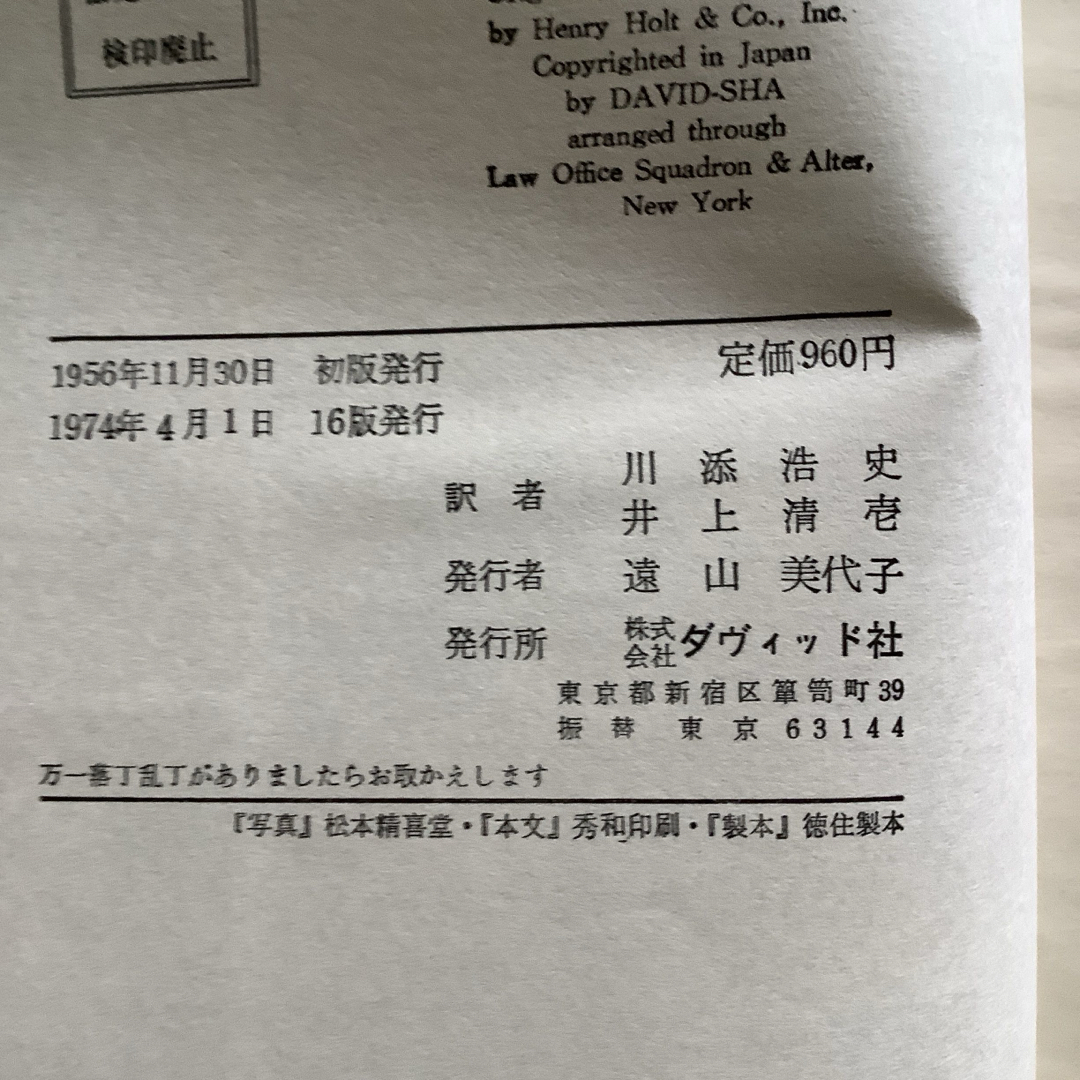 検印廃止
by Henry Holt & Co., Inc.
Copyrighted in Japan
by DAVID-SHA
arranged through
Law Office Squadron & Alter,
New York
1956年11月30日 初版発行
定価960円
1974年4月1日 16版発行
訳者
川添浩史
井上清壱
発行者 遠山美代子
発行所 株式会社ダヴィッド社
東京都新宿区簞笥町39
振替 東京 63144
万一落丁乱丁がありましたらお取かえします
『写真』松本精喜堂・『本文』秀和印刷・『製本』徳住製本